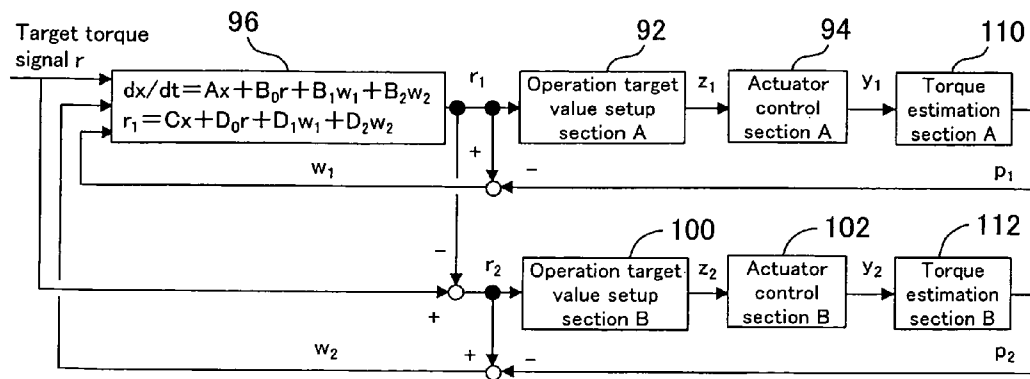 96
92
94
110
Target torque
signal r
dx/dt=Ax+B₀r+B₁w₁+B₂w₂
r₁=Cx+D₀r+D₁w₁+D₂w₂
r₁
Operation target
value setup
section A
z₁
Actuator
control
section A
y₁
Torque
estimation
section A
+
−
w₁
p₁
100
102
112
−
r₂
+
Operation target
value setup
section B
z₂
Actuator
control
section B
y₂
Torque
estimation
section B
w₂
+
−
p₂